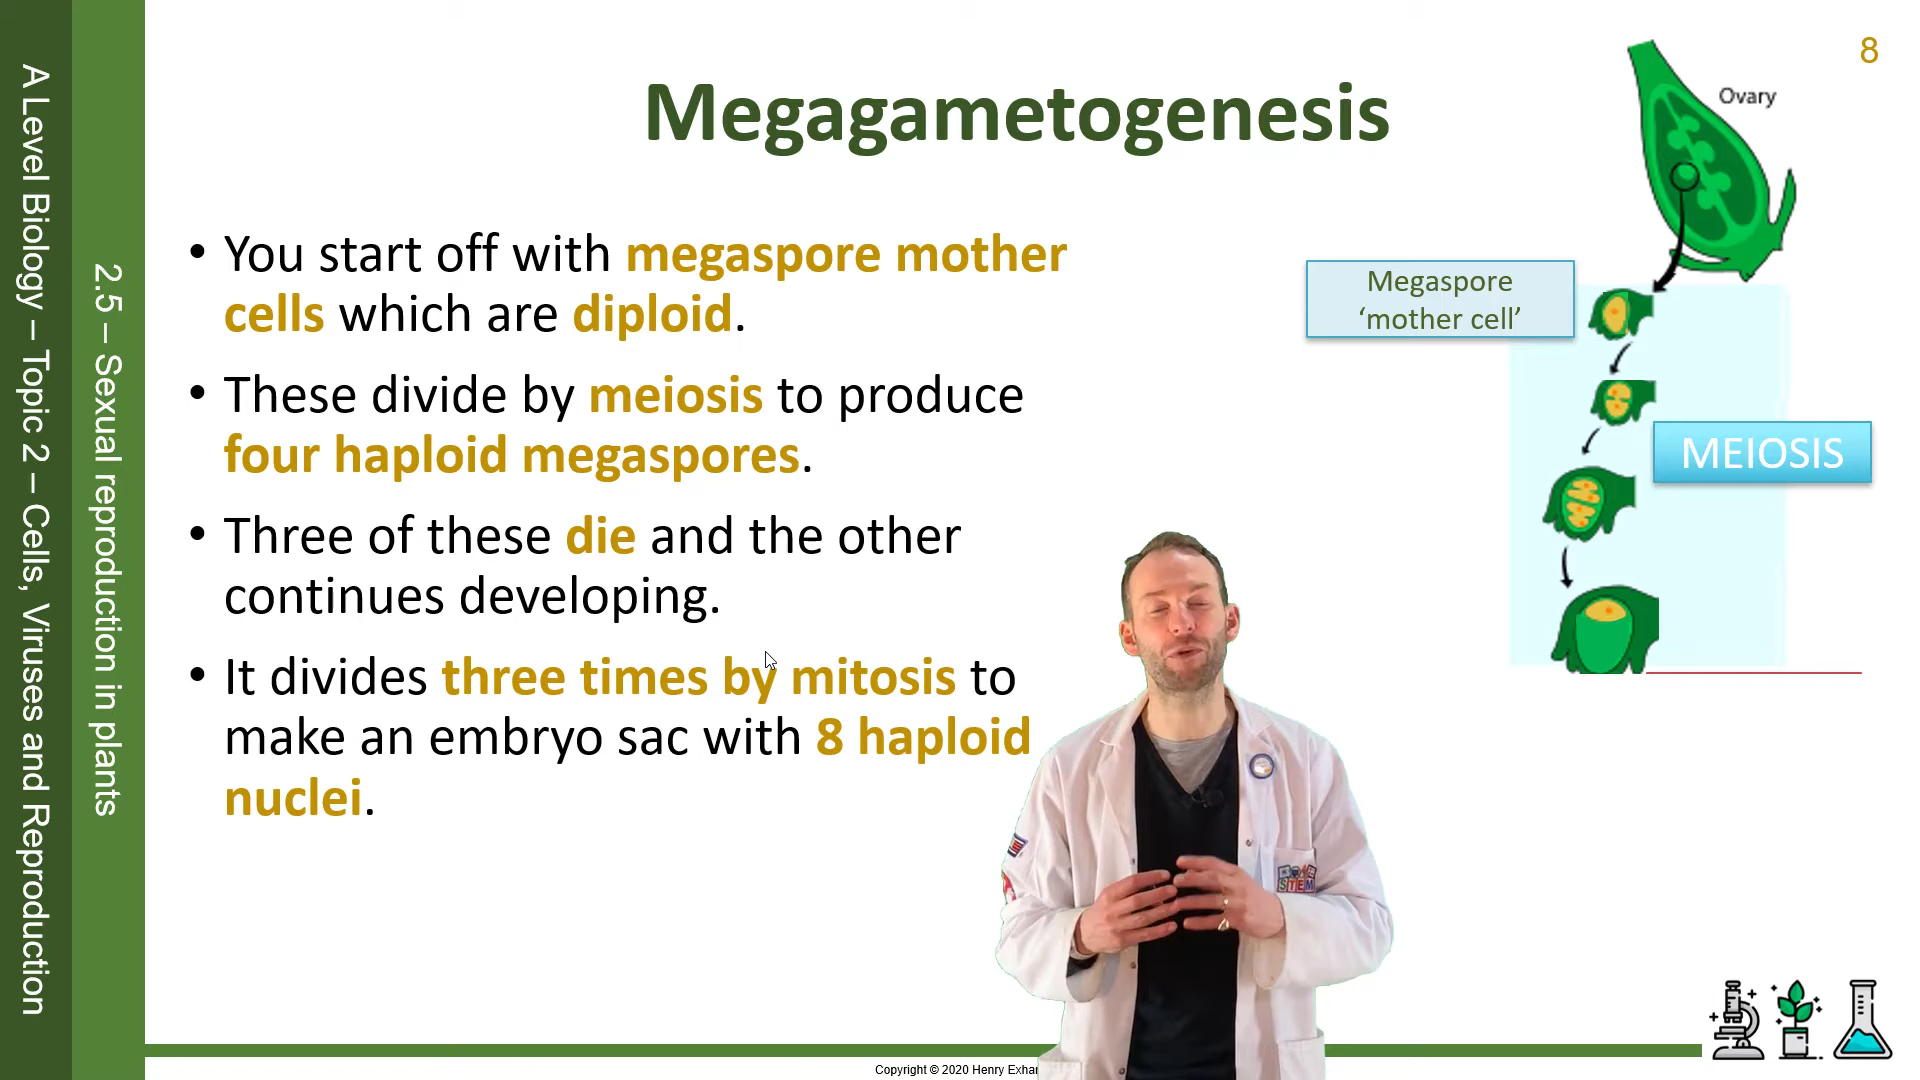 A Level Biology – Topic 2 – Cells, Viruses and Reproduction
2.5 – Sexual reproduction in plants
8
Megagametogenesis
Ovary
• You start off with megaspore mother
cells which are diploid.
• These divide by meiosis to produce
four haploid megaspores.
• Three of these die and the other
continues developing.
• It divides three times by mitosis to
make an embryo sac with 8 haploid
nuclei.
Megaspore
‘mother cell’
MEIOSIS
STEM
Copyright © 2020 Henry